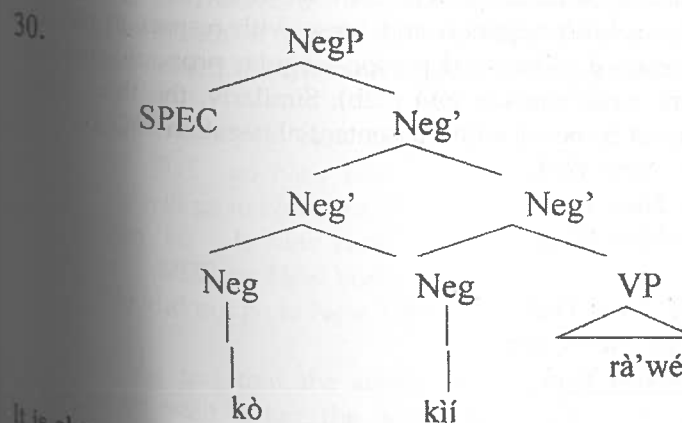 30.
NegP
SPEC Neg'
Neg' Neg'
Neg Neg VP
rà'wé
kò kìí
It is